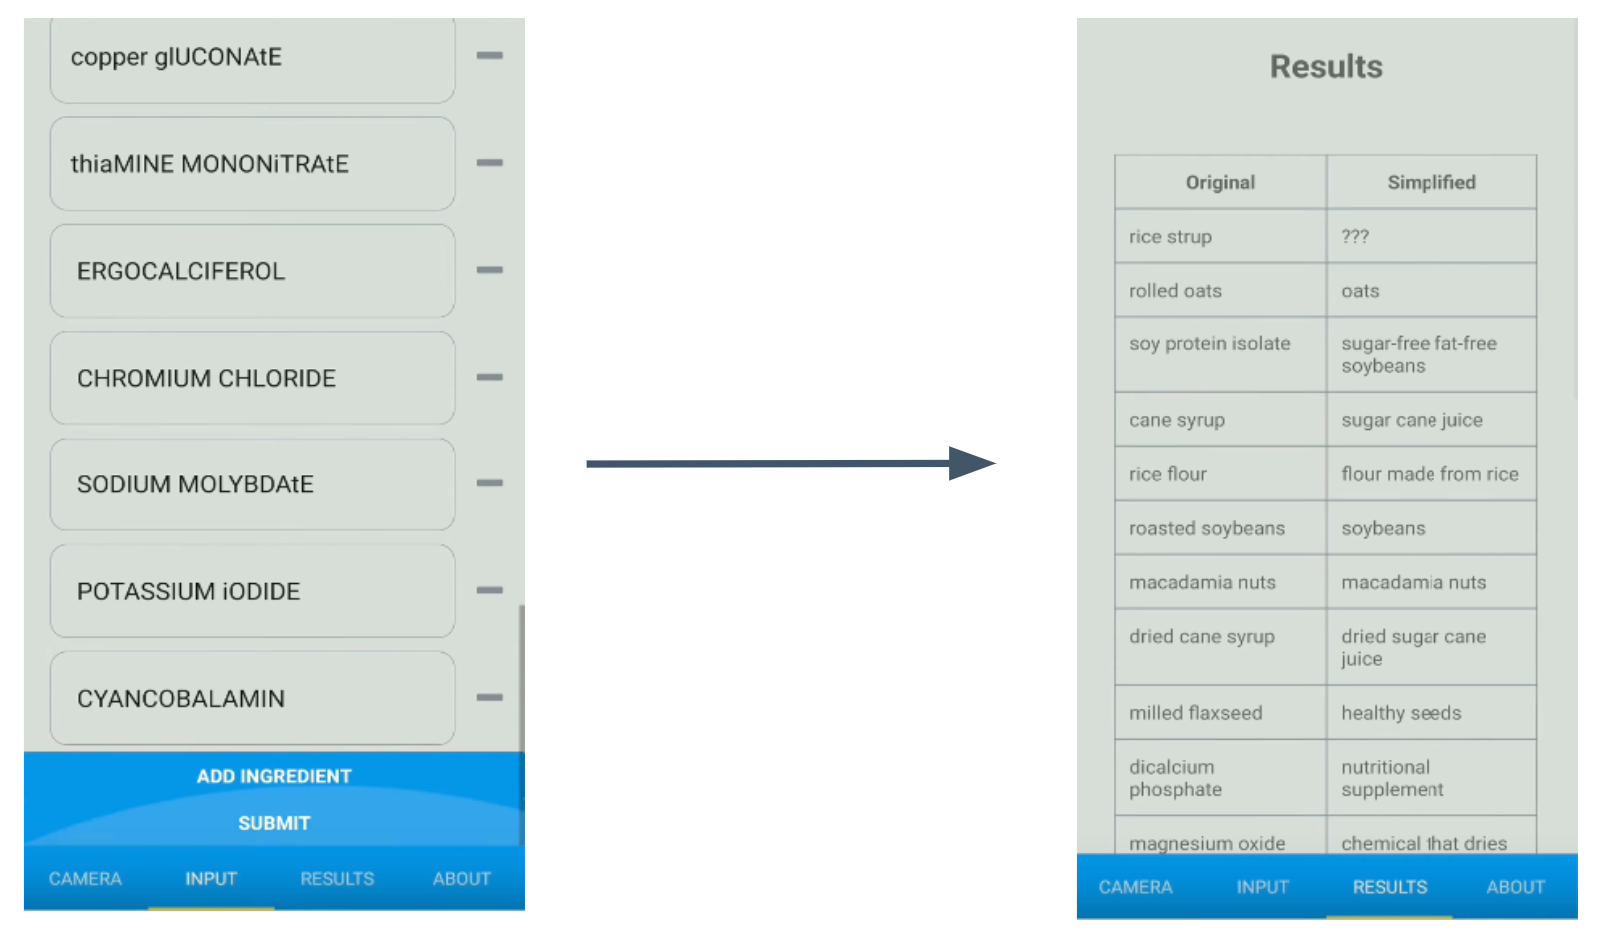 copper glUCONAtE
thiaMINE MONONiTRAtE
ERGOCALCIFEROL
CHROMIUM CHLORIDE
SODIUM MOLYBDAtE
POTASSIUM iODIDE
CYANCOBALAMIN
ADD INGREDIENT
SUBMIT
CAMERA INPUT RESULTS ABOUT
Results
Original Simplified
rice strup ???
rolled oats oats
soy protein isolate sugar-free fat-free
soybeans
cane syrup sugar cane juice
rice flour flour made from rice
roasted soybeans soybeans
macadamia nuts macadamia nuts
dried cane syrup dried sugar cane
juice
milled flaxseed healthy seeds
dicalcium nutritional
phosphate supplement
magnesium oxide chemical that dries
CAMERA INPUT RESULTS ABOUT